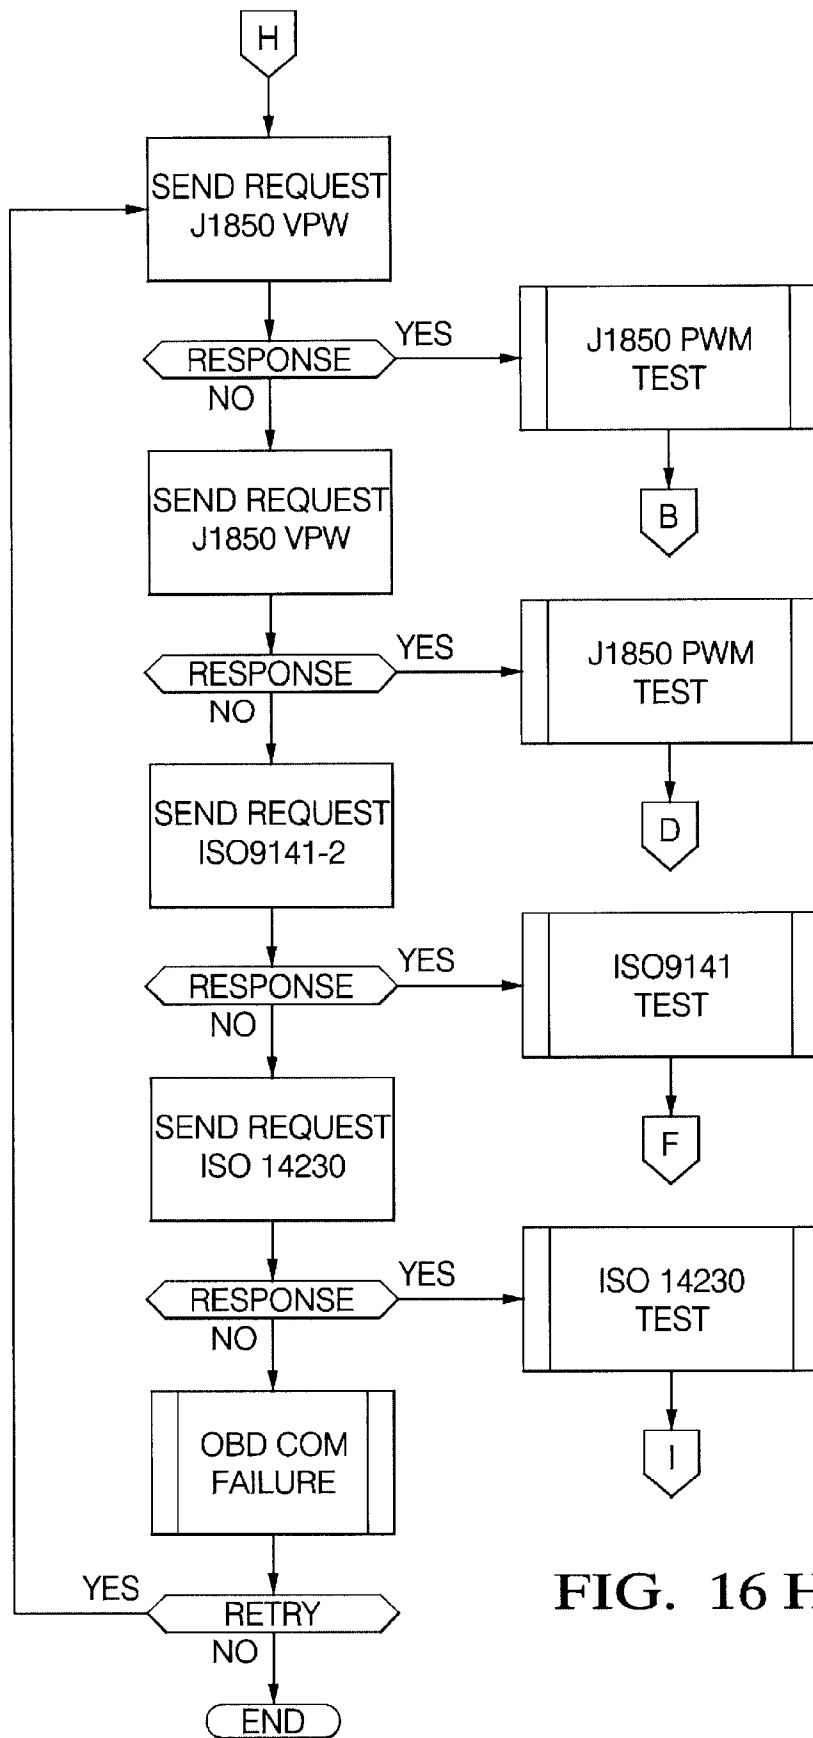 H
SEND REQUEST
J1850 VPW
RESPONSE
YES
NO
J1850 PWM
TEST
B
SEND REQUEST
J1850 VPW
RESPONSE
YES
NO
J1850 PWM
TEST
D
SEND REQUEST
ISO9141-2
RESPONSE
YES
NO
ISO9141
TEST
F
SEND REQUEST
ISO 14230
RESPONSE
YES
NO
ISO 14230
TEST
I
OBD COM
FAILURE
YES
RETRY
NO
END
FIG. 16 H